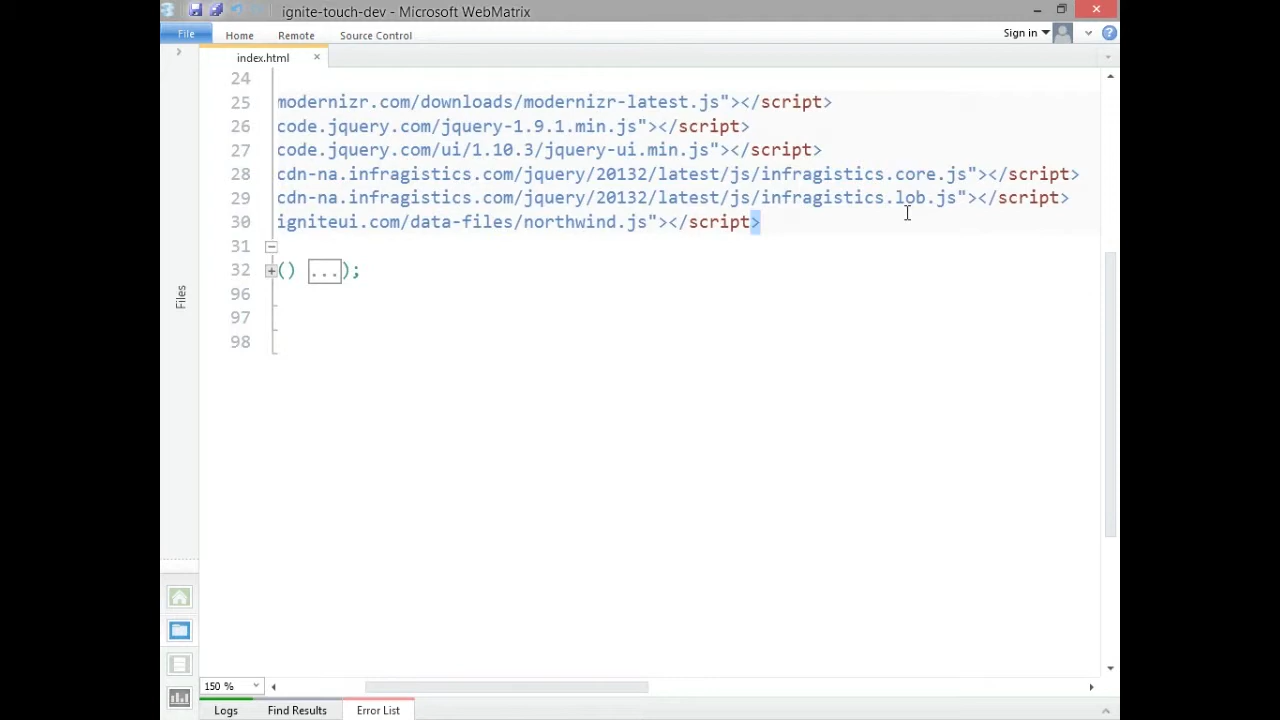 ignite-touch-dev - Microsoft WebMatrix
File Home Remote Source Control Sign in
index.html
24
25 modernizr.com/downloads/modernizr-latest.js"></script>
26 code.jquery.com/jquery-1.9.1.min.js"></script>
27 code.jquery.com/ui/1.10.3/jquery-ui.min.js"></script>
28 cdn-na.infragistics.com/jquery/20132/latest/js/infragistics.core.js"></script>
29 cdn-na.infragistics.com/jquery/20132/latest/js/infragistics.lob.js"></script>
30 igniteui.com/data-files/northwind.js"></script>
31
32 () ...);
96
97
98
Files
150 %
Logs Find Results Error List